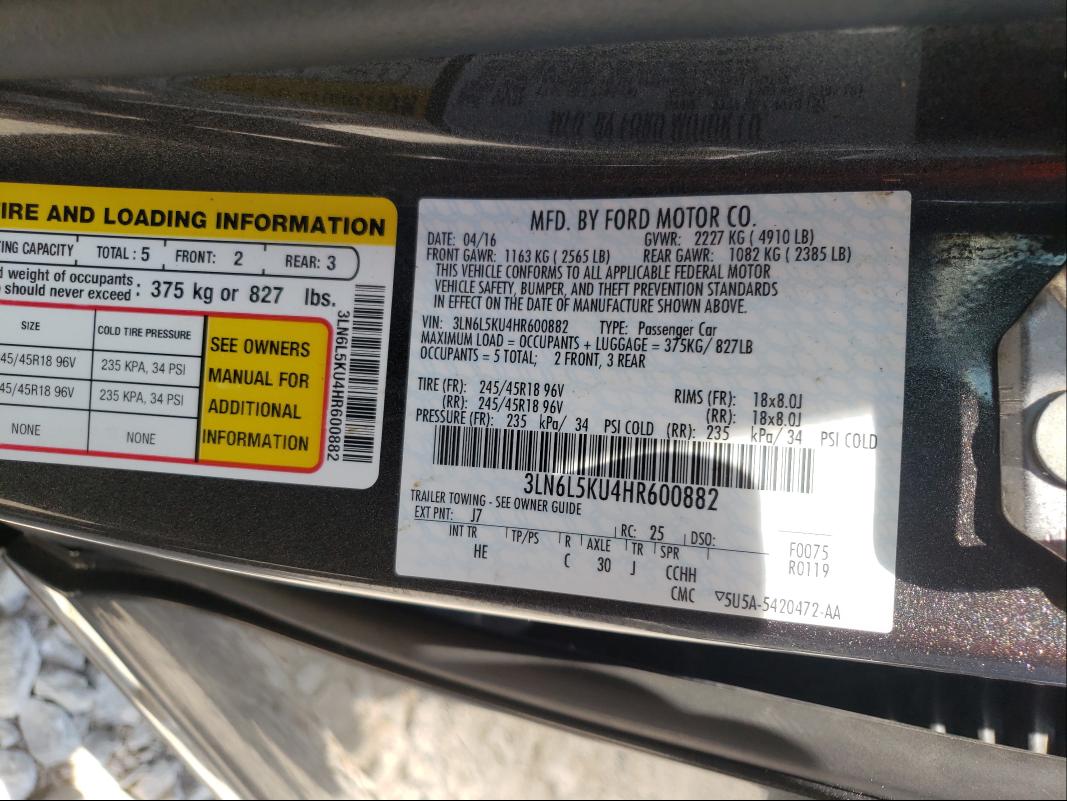 TIRE AND LOADING INFORMATION
TING CAPACITY TOTAL : 5 FRONT: 2 REAR: 3
d weight of occupants
should never exceed : 375 kg or 827 lbs.
SIZE COLD TIRE PRESSURE
45/45R18 96V 235 KPA, 34 PSI
45/45R18 96V 235 KPA, 34 PSI
NONE NONE
SEE OWNERS
MANUAL FOR
ADDITIONAL
INFORMATION
3LN6L5KU4HR600882
MFD. BY FORD MOTOR CO.
DATE: 04/16 GVWR: 2227 KG ( 4910 LB)
FRONT GAWR: 1163 KG ( 2565 LB) REAR GAWR: 1082 KG ( 2385 LB)
THIS VEHICLE CONFORMS TO ALL APPLICABLE FEDERAL MOTOR
VEHICLE SAFETY, BUMPER, AND THEFT PREVENTION STANDARDS
IN EFFECT ON THE DATE OF MANUFACTURE SHOWN ABOVE.
VIN: 3LN6L5KU4HR600882 TYPE: Passenger Car
MAXIMUM LOAD = OCCUPANTS + LUGGAGE = 375KG/ 827LB
OCCUPANTS = 5 TOTAL; 2 FRONT, 3 REAR
TIRE (FR): 245/45R18 96V RIMS (FR): 18x8.0J
(RR): 245/45R18 96V (RR): 18x8.0J
PRESSURE (FR): 235 kPa/ 34 PSI COLD (RR): 235 kPa/ 34 PSI COLD
3LN6L5KU4HR600882
TRAILER TOWING - SEE OWNER GUIDE
EXT PNT: J7 RC: 25 DSO:
INT TR TP/PS R AXLE TR SPR F0075
HE C 30 J CCHH R0119
CMC ▽5U5A-5420472-AA